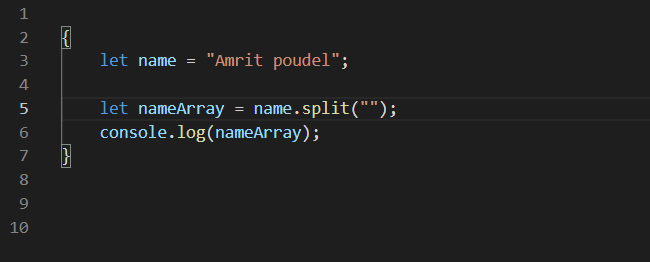 1
2 {
3 let name = "Amrit poudel";
4
5 let nameArray = name.split("");
6 console.log(nameArray);
7 }
8
9
10